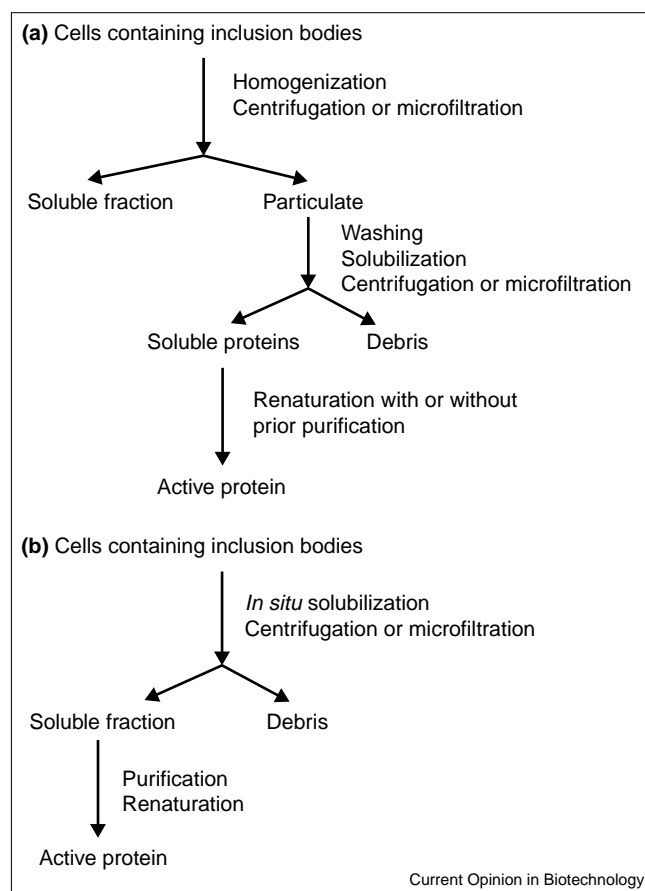 (a) Cells containing inclusion bodies
Homogenization
Centrifugation or microfiltration
Soluble fraction
Particulate
Washing
Solubilization
Centrifugation or microfiltration
Soluble proteins
Debris
Renaturation with or without
prior purification
Active protein
(b) Cells containing inclusion bodies
In situ solubilization
Centrifugation or microfiltration
Soluble fraction
Debris
Purification
Renaturation
Active protein
Current Opinion in Biotechnology